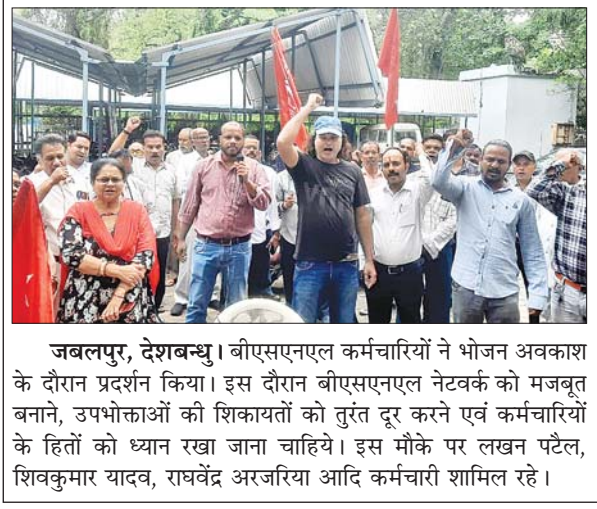 जबलपुर, देशबन्धु। बीएसएनएल कर्मचारियों ने भोजन अवकाश
के दौरान प्रदर्शन किया। इस दौरान बीएसएनएल नेटवर्क को मजबूत
बनाने, उपभोक्ताओं की शिकायतों को तुरंत दूर करने एवं कर्मचारियों
के हितों को ध्यान रखा जाना चाहिये। इस मौके पर लखन पटैल,
शिवकुमार यादव, राघवेंद्र अरजरिया आदि कर्मचारी शामिल रहे।